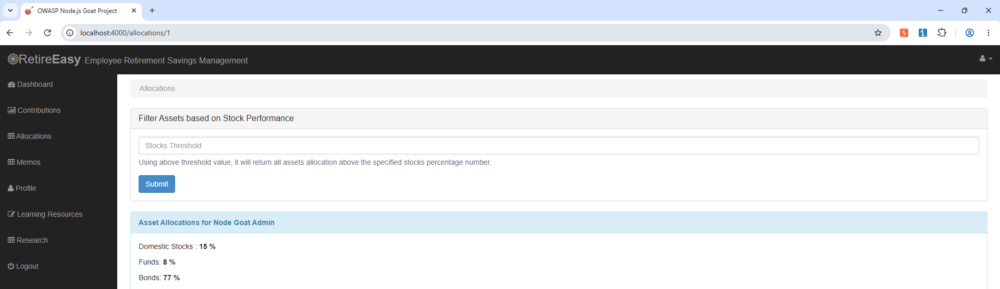 OWASP Node.js Goat Project
localhost:4000/allocations/1
RetireEasy Employee Retirement Savings Management
Dashboard
Contributions
Allocations
Memos
Profile
Learning Resources
Research
Logout
Allocations
Filter Assets based on Stock Performance
Stocks Threshold
Using above threshold value, it will return all assets allocation above the specified stocks percentage number.
Submit
Asset Allocations for Node Goat Admin
Domestic Stocks : 15 %
Funds: 8 %
Bonds: 77 %